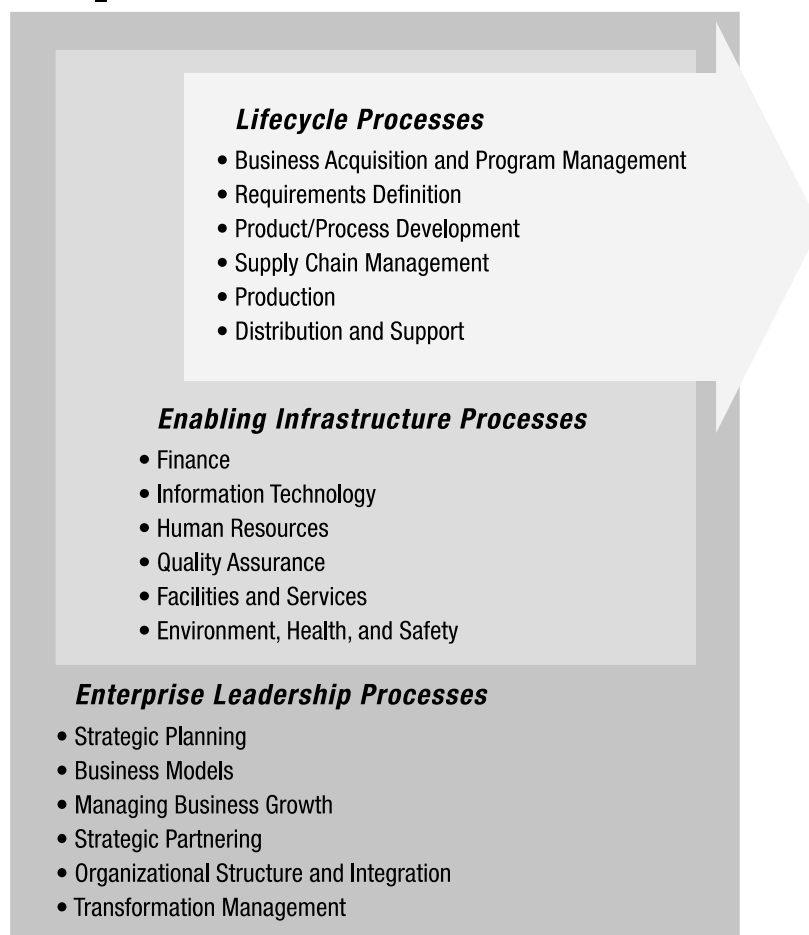 Lifecycle Processes
• Business Acquisition and Program Management
• Requirements Definition
• Product/Process Development
• Supply Chain Management
• Production
• Distribution and Support
Enabling Infrastructure Processes
• Finance
• Information Technology
• Human Resources
• Quality Assurance
• Facilities and Services
• Environment, Health, and Safety
Enterprise Leadership Processes
• Strategic Planning
• Business Models
• Managing Business Growth
• Strategic Partnering
• Organizational Structure and Integration
• Transformation Management